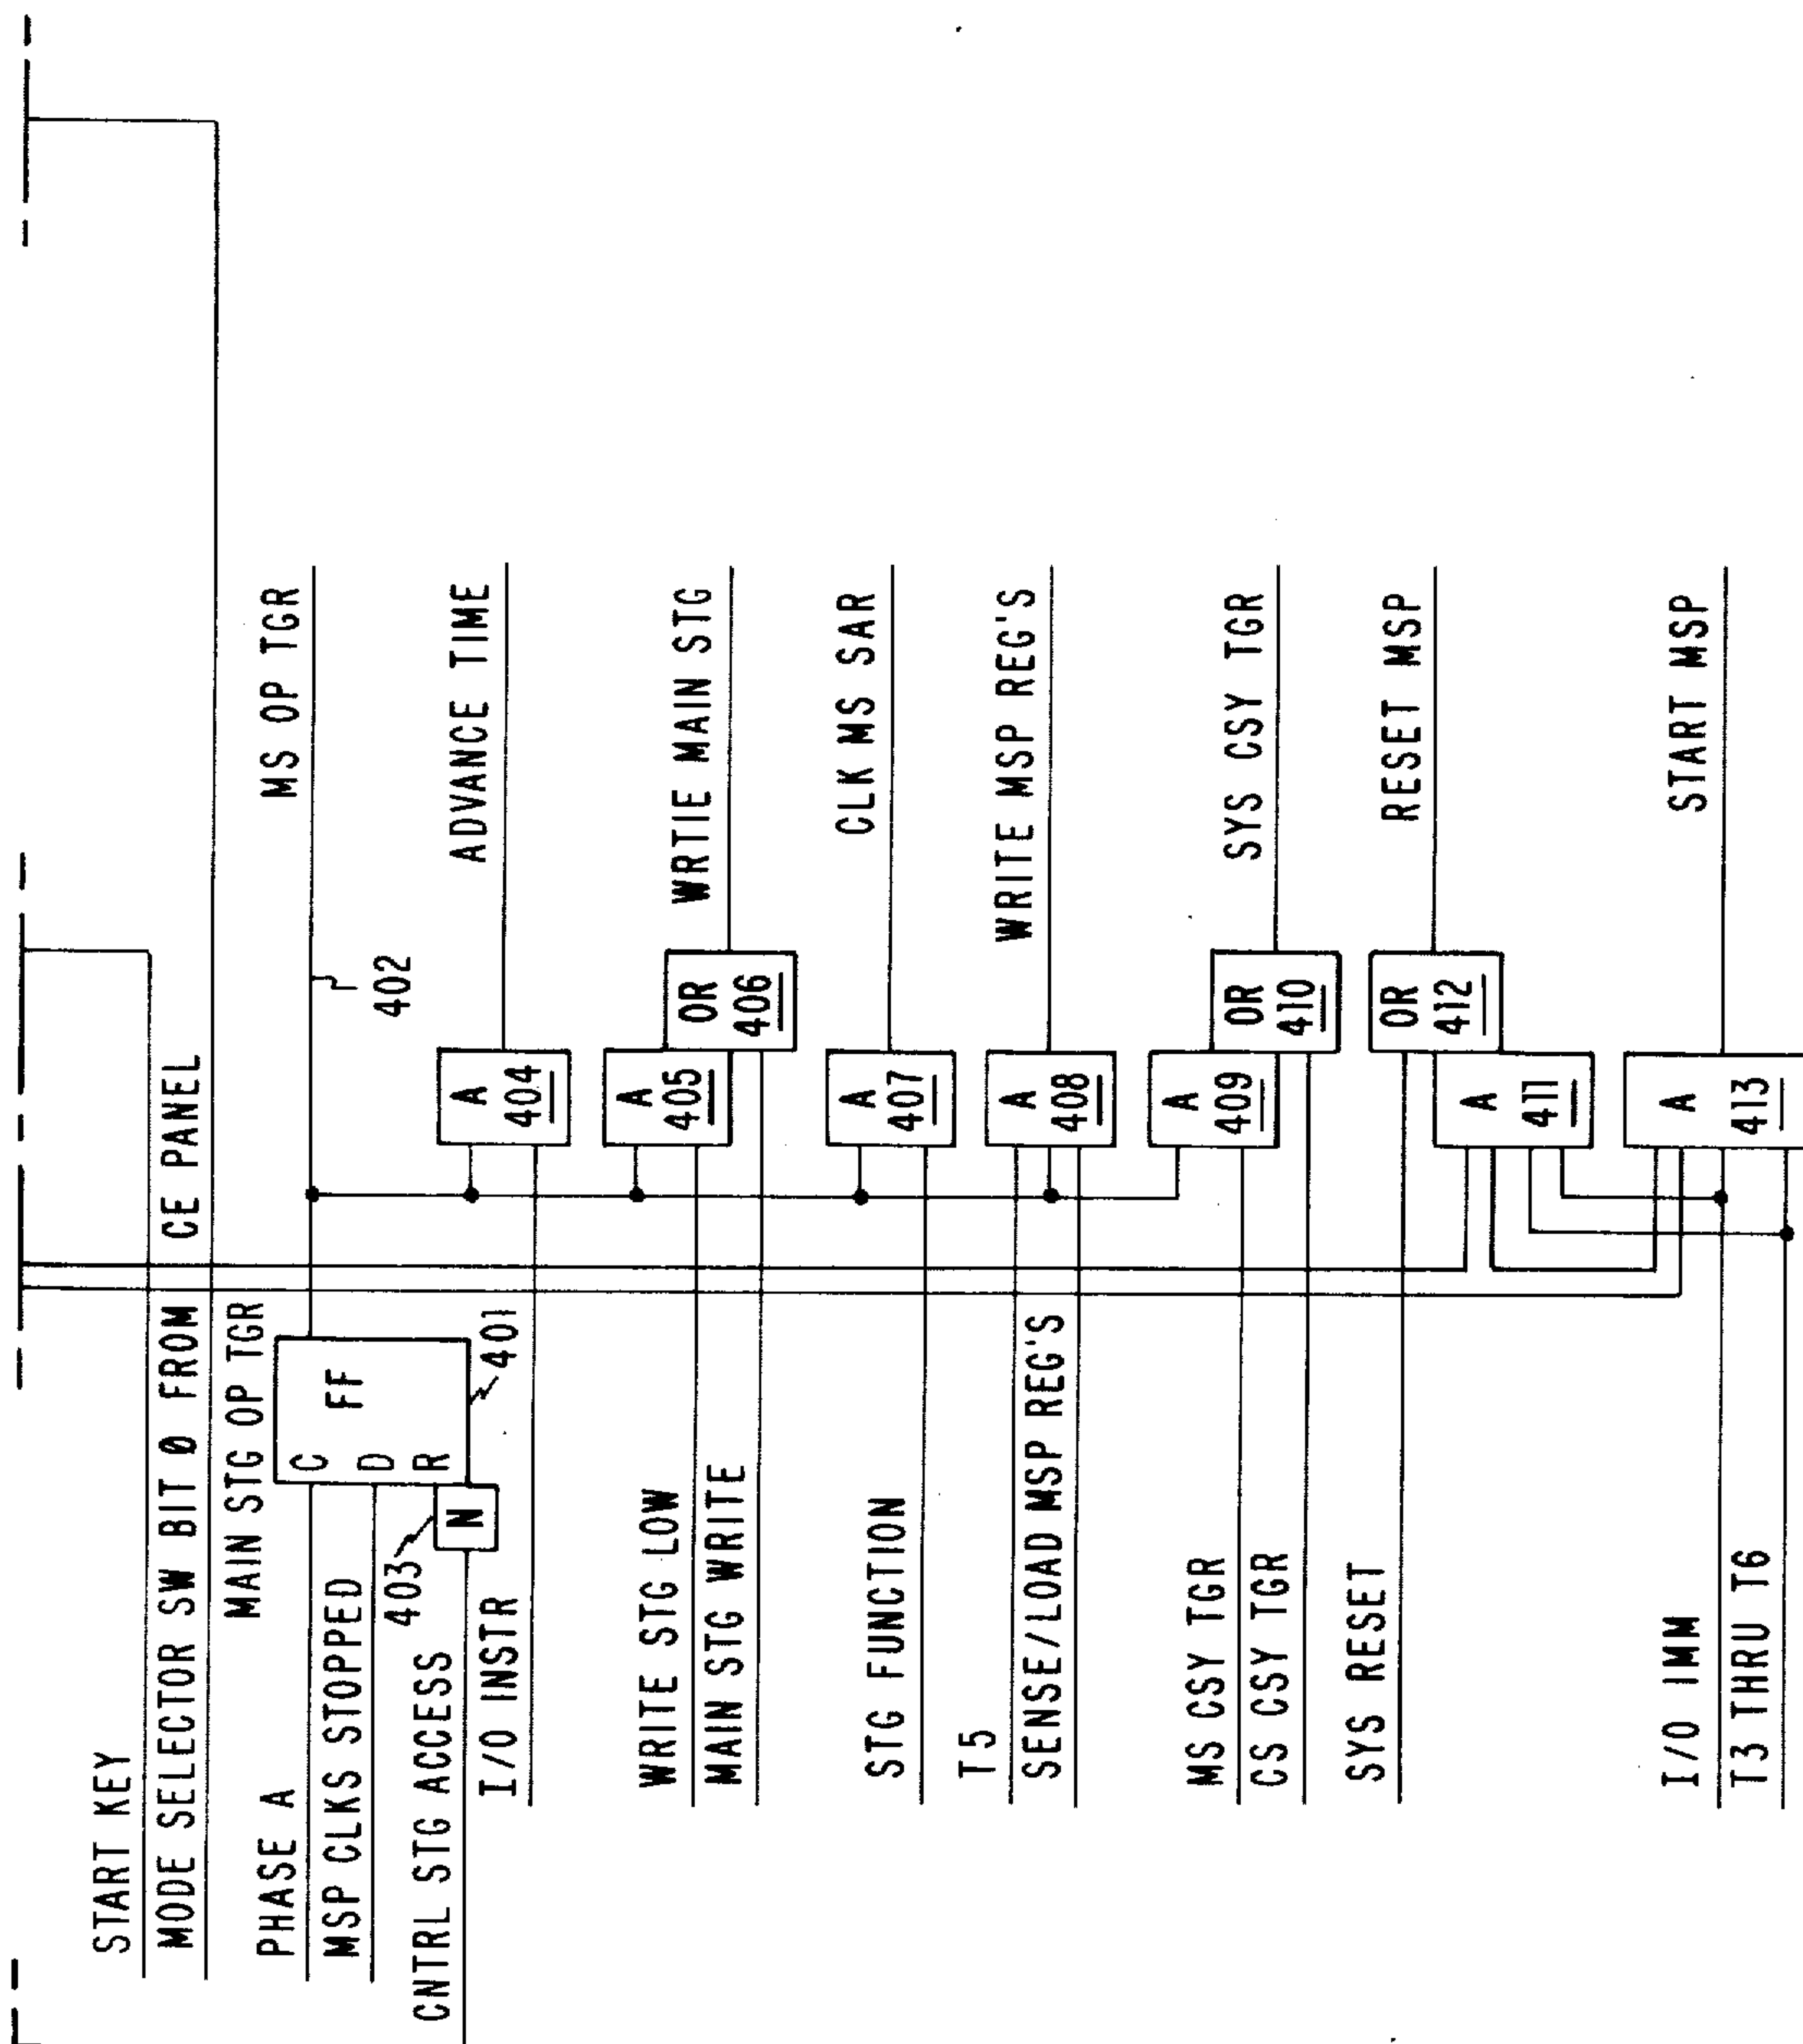 START KEY
MODE SELECTOR SW BIT 0 FROM CE PANEL
MAIN STG OP TGR
PHASE A
MSP CLKS STOPPED
CNTRL STG ACCESS
403
N
C
D
R
FF
401
402
MS OP TGR
I/O INSTR
A
404
ADVANCE TIME
WRITE STG LOW
MAIN STG WRITE
A
405
OR
406
WRTIE MAIN STG
STG FUNCTION
A
407
CLK MS SAR
T5
SENSE/LOAD MSP REG'S
A
408
WRITE MSP REG'S
MS CSY TGR
CS CSY TGR
A
409
OR
410
SYS CSY TGR
SYS RESET
OR
412
A
411
RESET MSP
I/O IMM
T3 THRU T6
A
413
START MSP